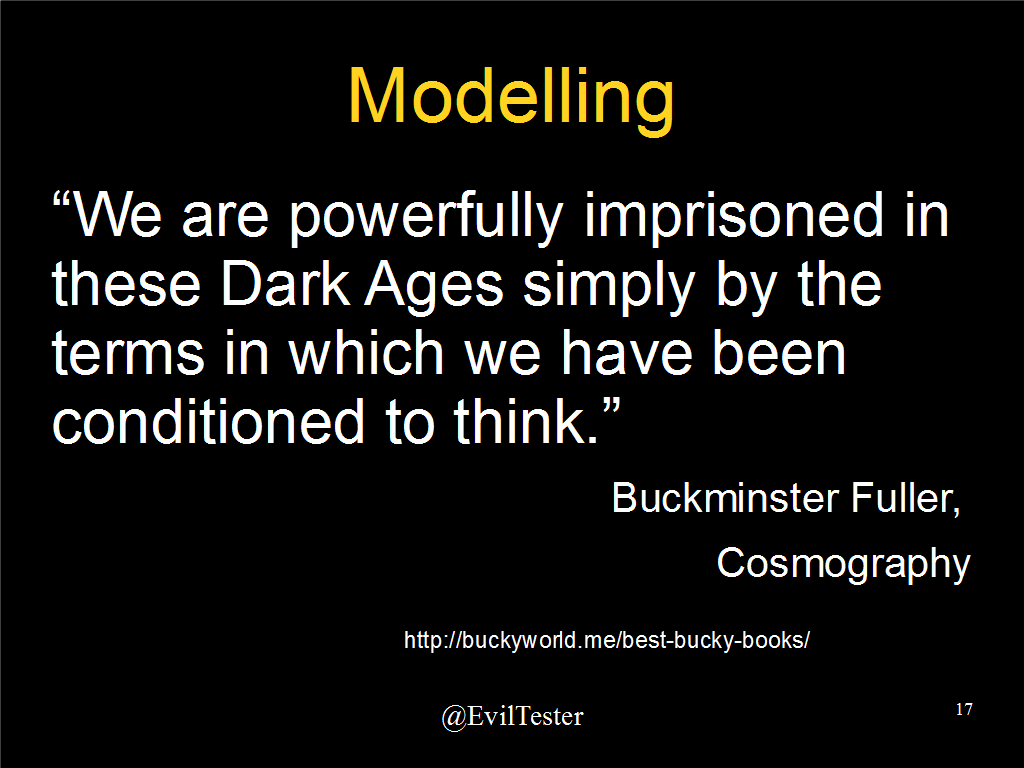 Modelling
“We are powerfully imprisoned in
these Dark Ages simply by the
terms in which we have been
conditioned to think.”
Buckminster Fuller,
Cosmography
http://buckyworld.me/best-bucky-books/
@EvilTester
17